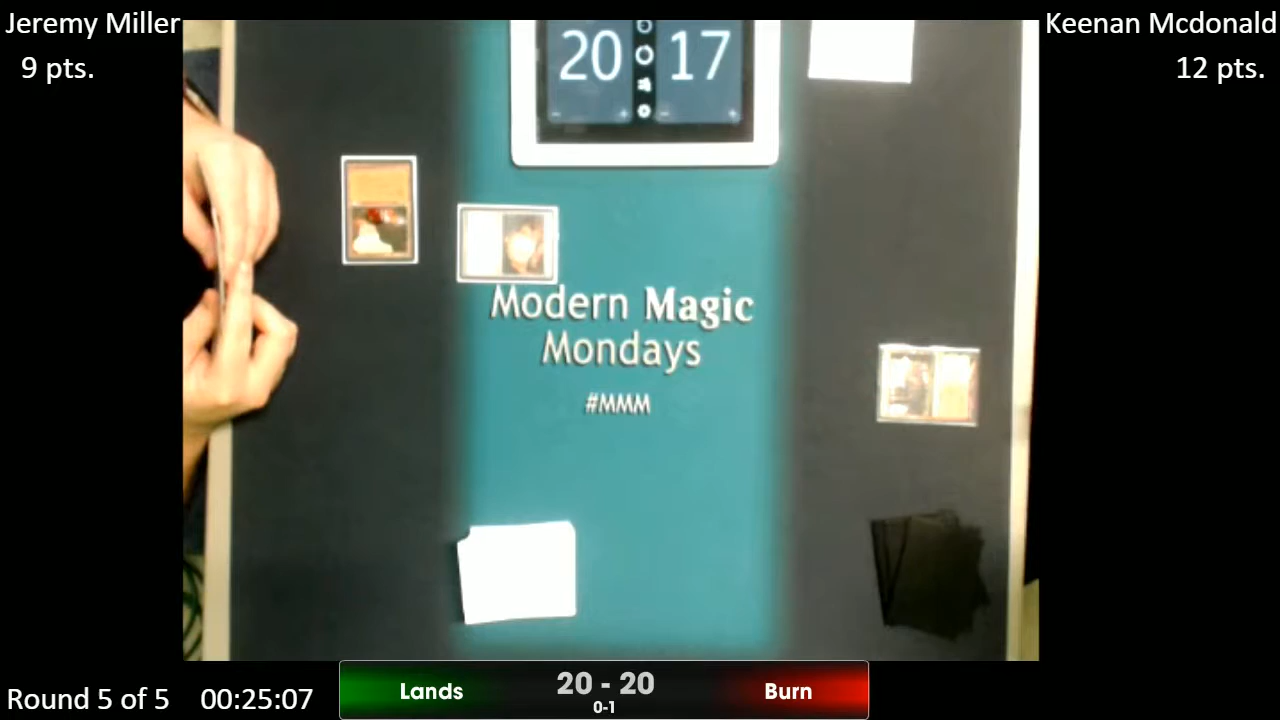 Jeremy Miller
9 pts.
Keenan Mcdonald
12 pts.
20 17
- + - +
Modern Magic
Mondays
#MMM
Round 5 of 5 00:25:07
Lands 20 - 20 Burn
0-1